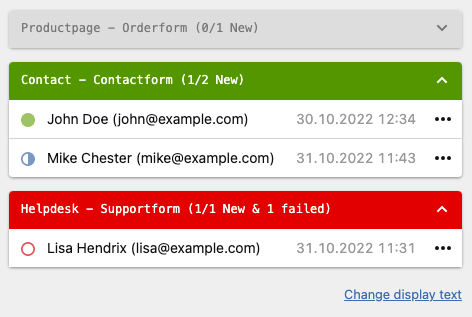 Productpage – Orderform (0/1 New)
Contact – Contactform (1/2 New)
John Doe (john@example.com) 30.10.2022 12:34
Mike Chester (mike@example.com) 31.10.2022 11:43
Helpdesk – Supportform (1/1 New & 1 failed)
Lisa Hendrix (lisa@example.com) 31.10.2022 11:31
Change display text